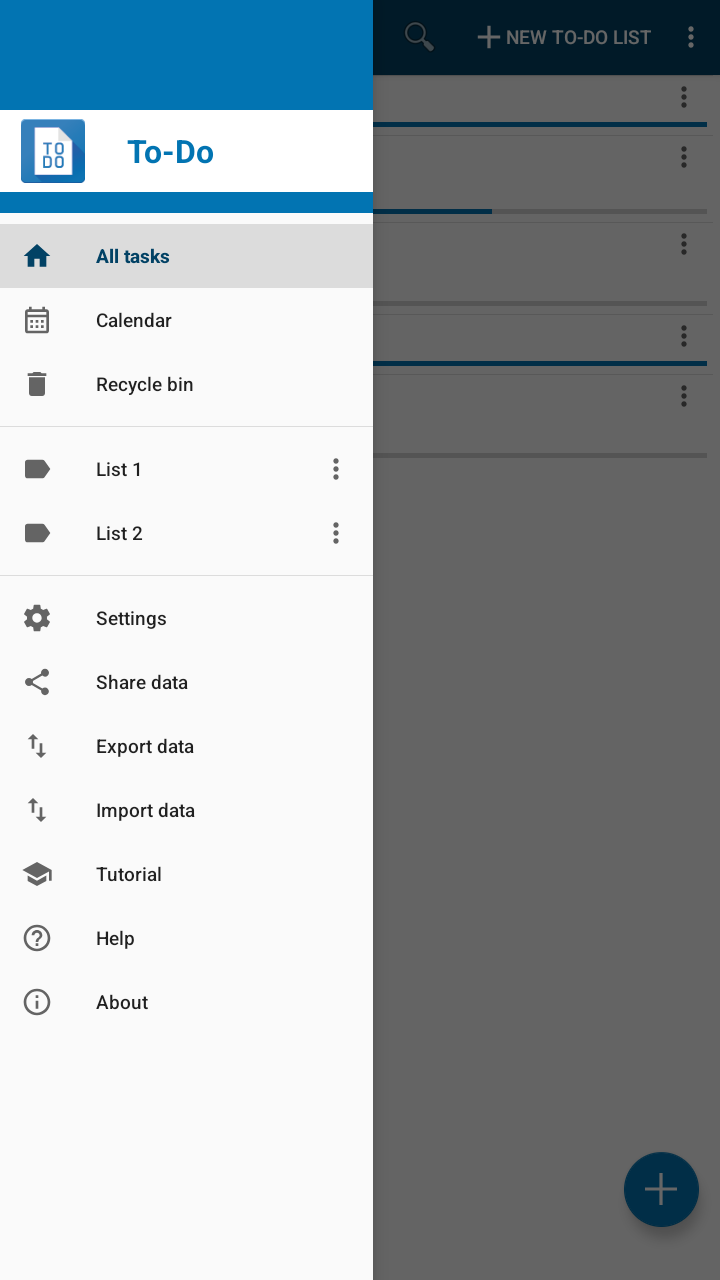 NEW TO-DO LIST
TO
DO
To-Do
All tasks
Calendar
Recycle bin
List 1
List 2
Settings
Share data
Export data
Import data
Tutorial
Help
About